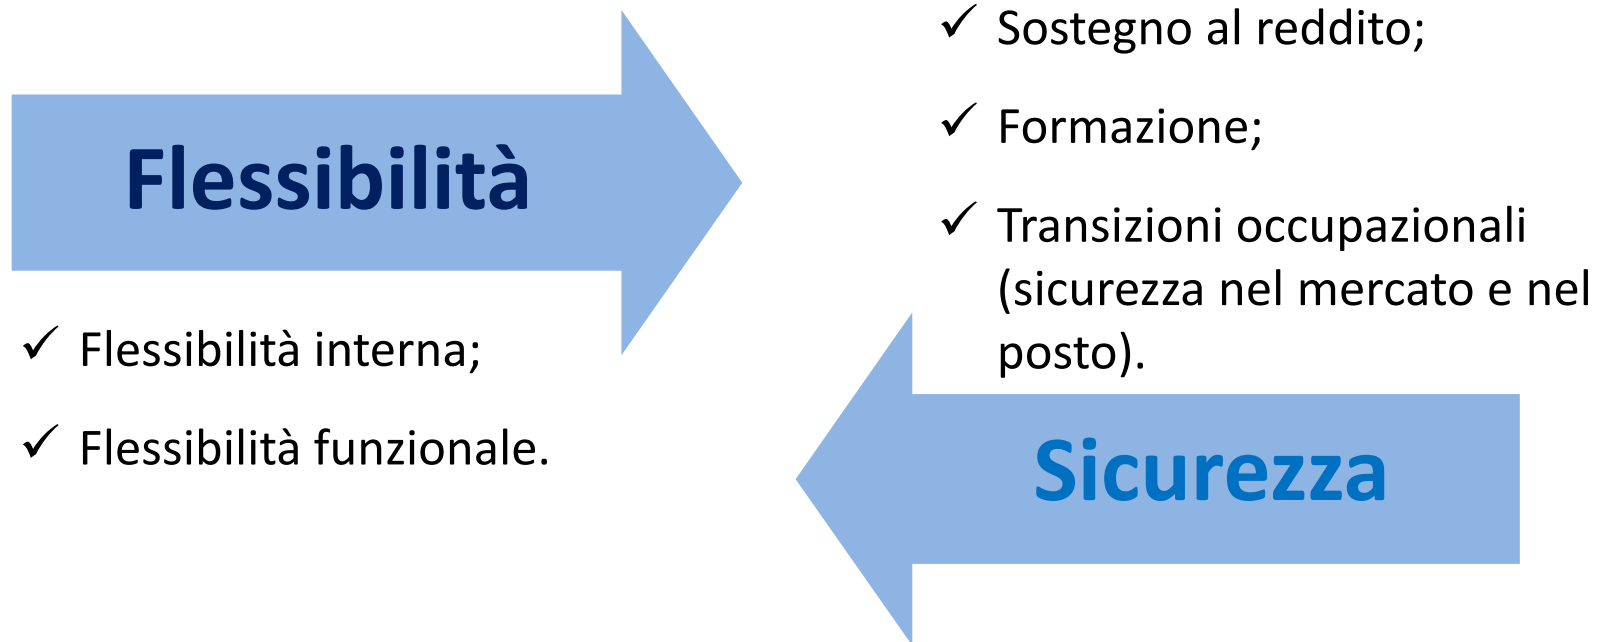 Flessibilità
✓ Flessibilità interna;
✓ Flessibilità funzionale.
✓ Sostegno al reddito;
✓ Formazione;
✓ Transizioni occupazionali
(sicurezza nel mercato e nel
posto).
Sicurezza